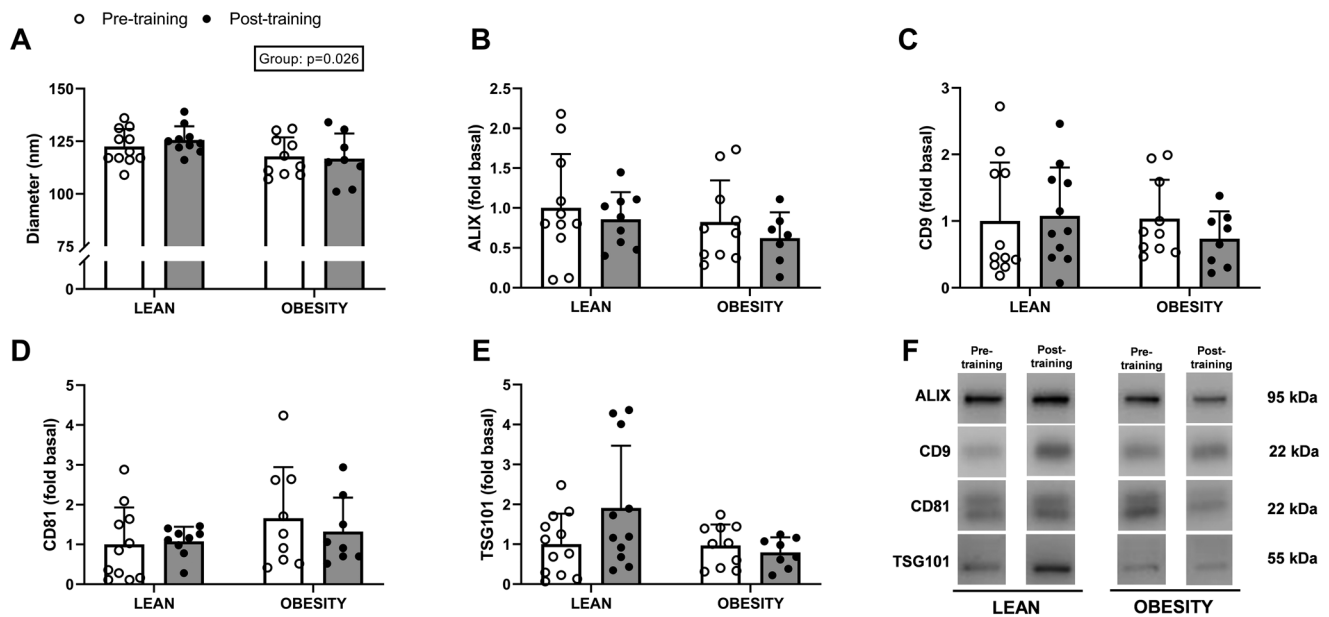 Pre-training Post-training
A
Group: p=0.026
Diameter (nm)
150
125
100
75
0
LEAN OBESITY
B
ALIX (fold basal)
2.5
2.0
1.5
1.0
0.5
0.0
LEAN OBESITY
C
CD9 (fold basal)
3
2
1
0
LEAN OBESITY
D
CD81 (fold basal)
5
4
3
2
1
0
LEAN OBESITY
E
TSG101 (fold basal)
5
4
3
2
1
0
LEAN OBESITY
F
Pre- Post- Pre- Post-
training training training training
ALIX 95 kDa
CD9 22 kDa
CD81 22 kDa
TSG101 55 kDa
LEAN OBESITY